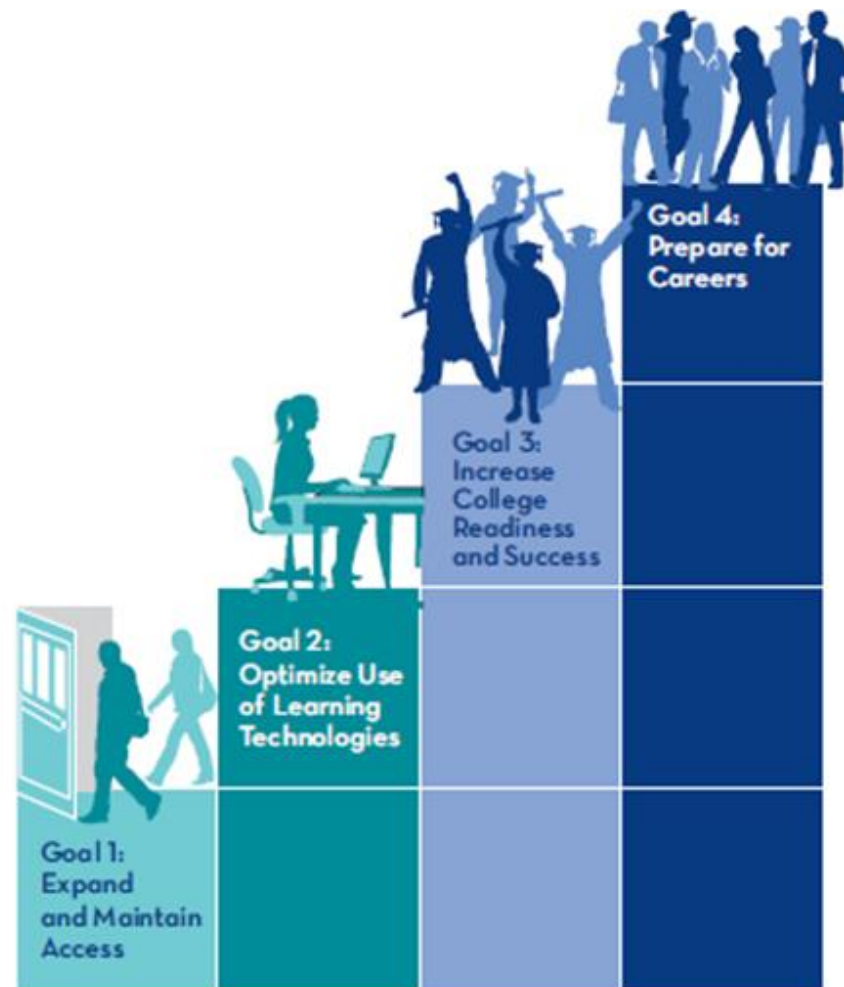 Goal 4:
Prepare for
Careers
Goal 3:
Increase
College
Readiness
and Success
Goal 2:
Optimize Use
of Learning
Technologies
Goal 1:
Expand
and Maintain
Access